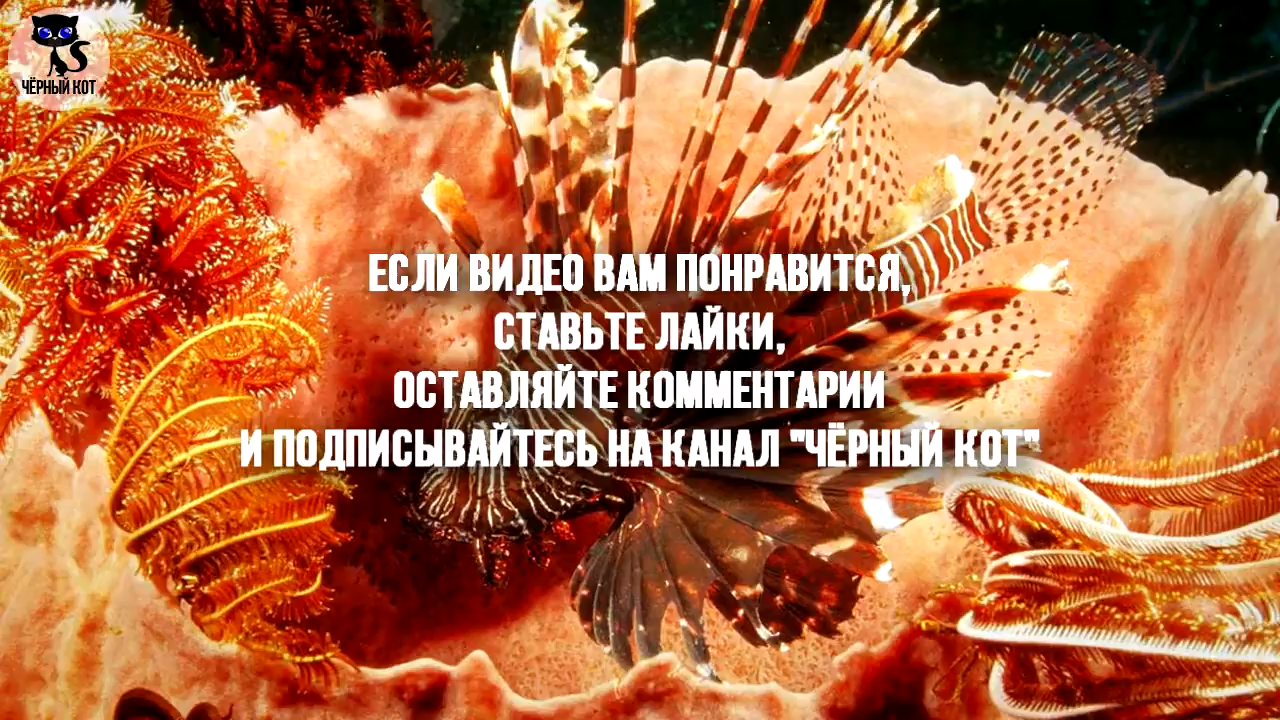 ЧЁРНЫЙ КОТ
ЕСЛИ ВИДЕО ВАМ ПОНРАВИТСЯ,
СТАВЬТЕ ЛАЙКИ,
ОСТАВЛЯЙТЕ КОММЕНТАРИИ
И ПОДПИСЫВАЙТЕСЬ НА КАНАЛ "ЧЁРНЫЙ КОТ"